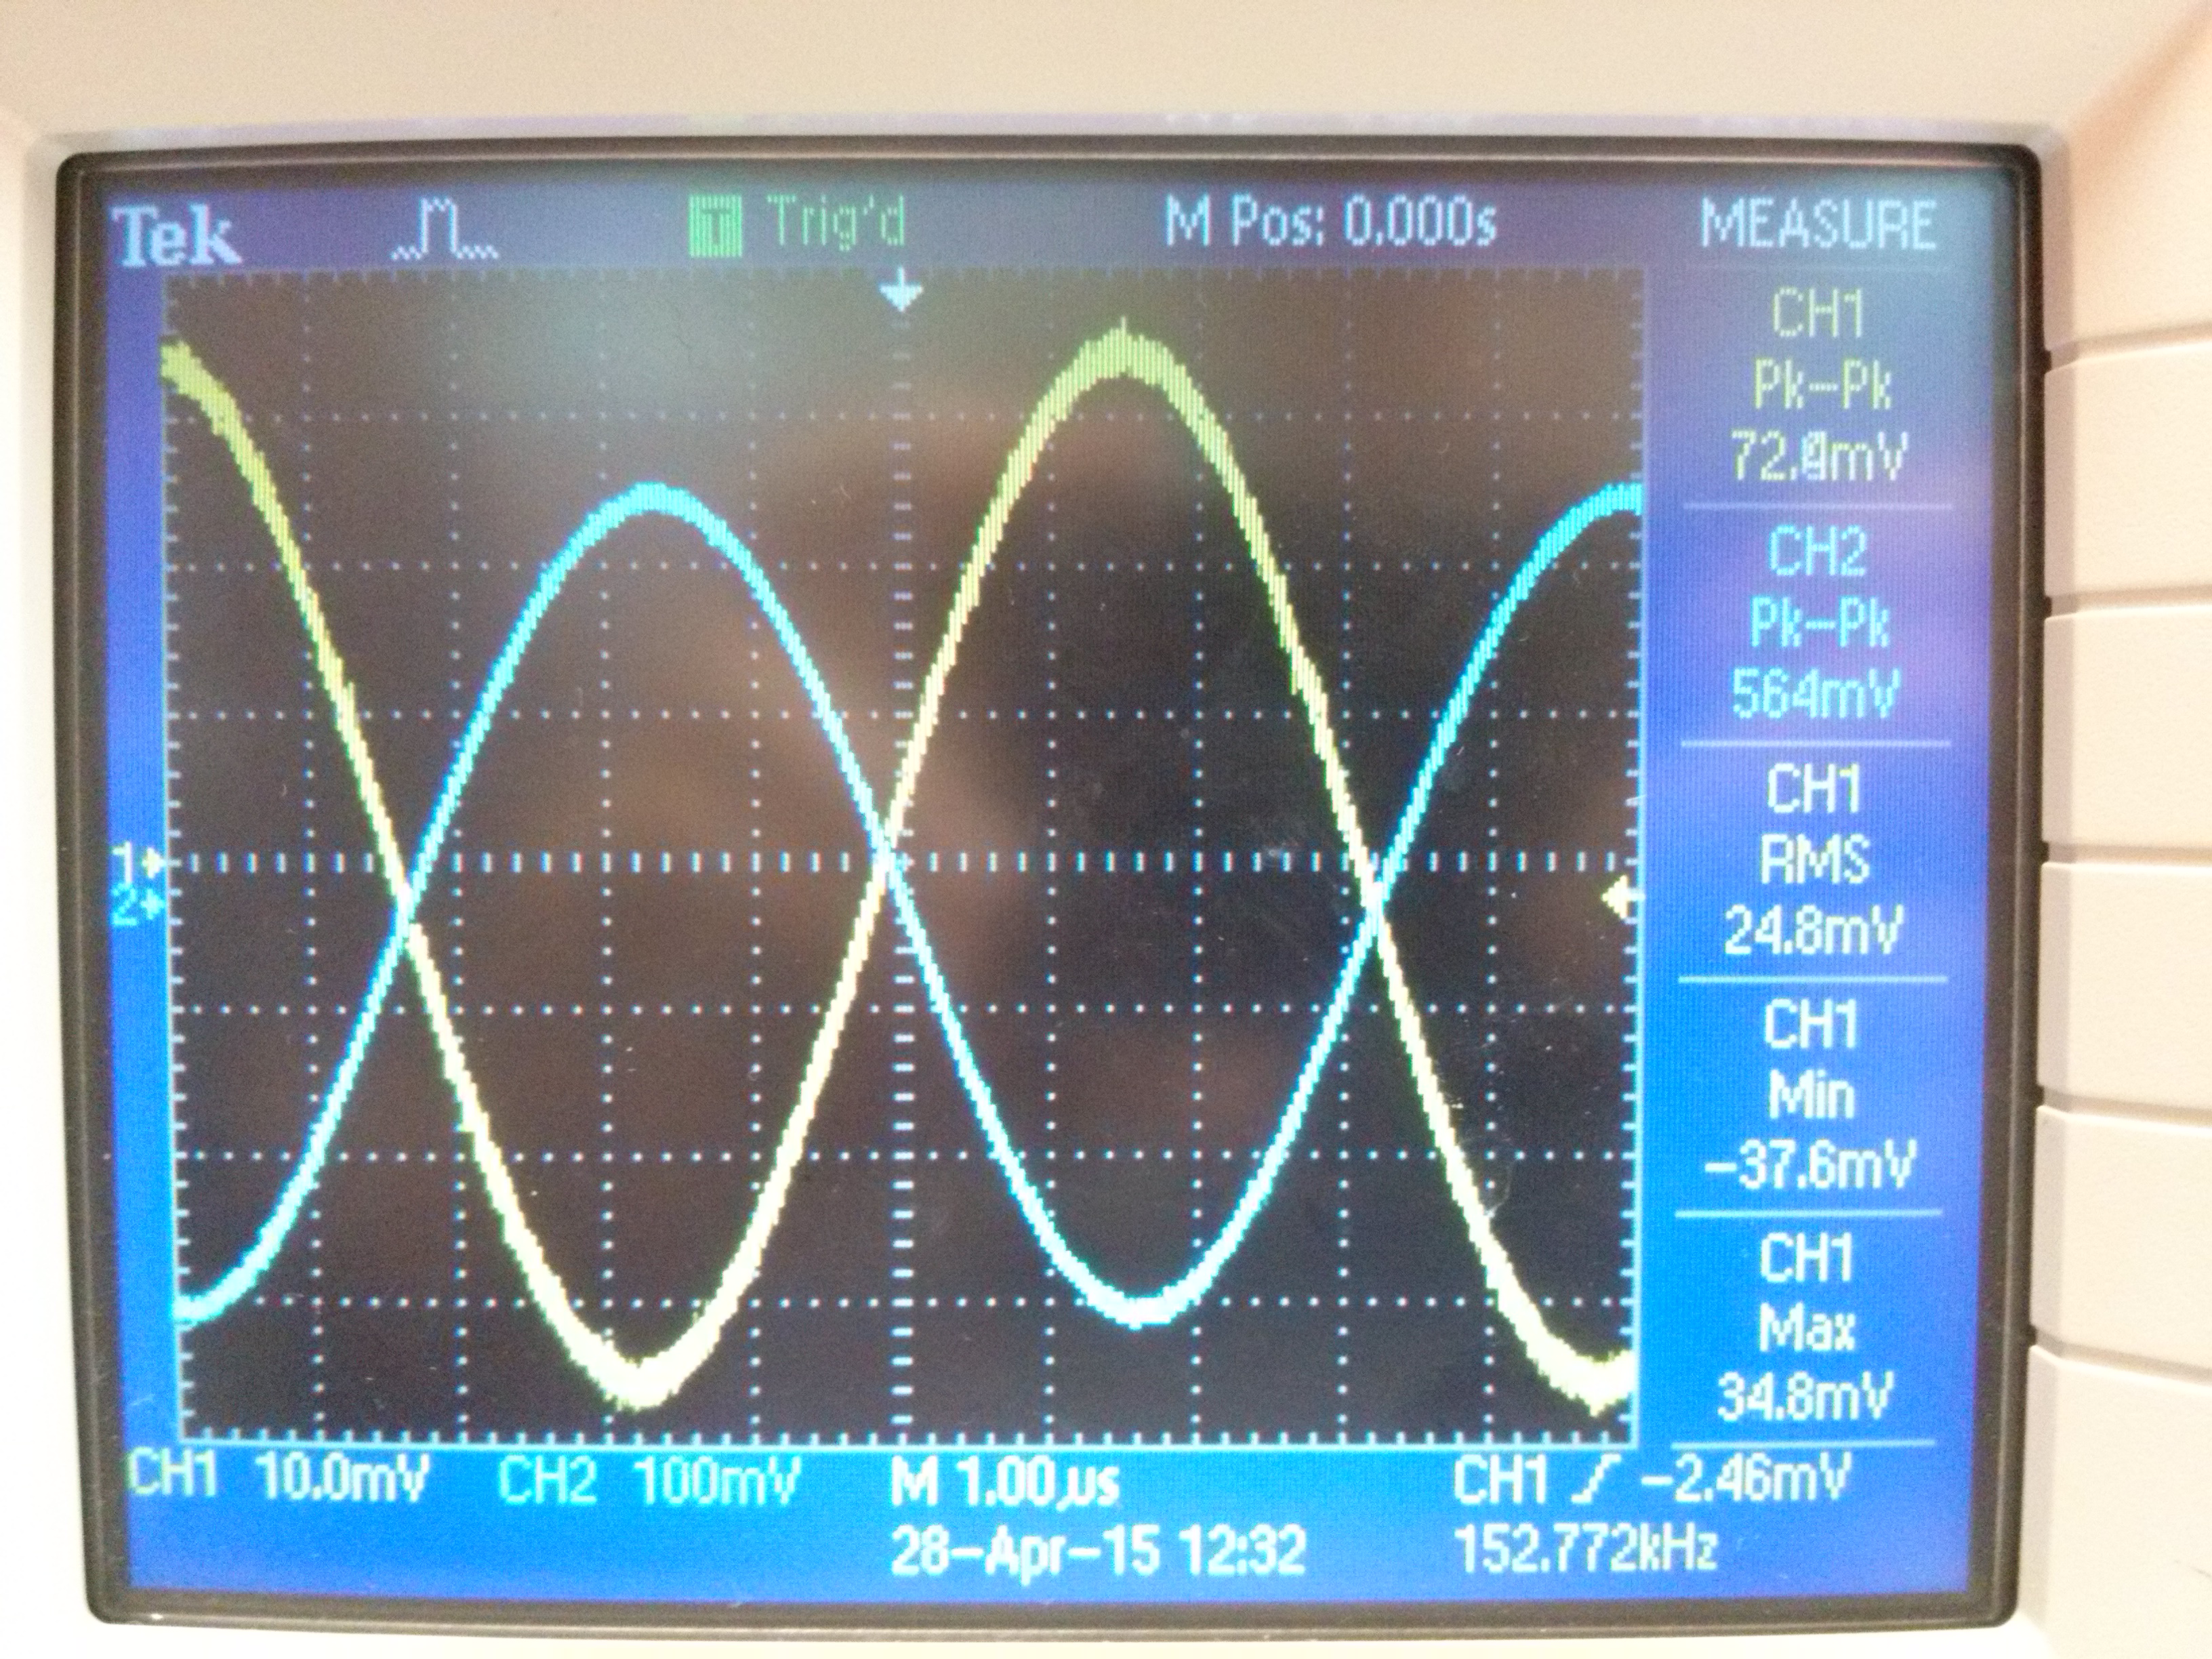 Tek T Trig'd M Pos: 0.000s MEASURE
CH1
Pk-Pk
CH2
Pk-Pk
564mV
CH1
RMS
24.8mV
CH1
Min
-37.6mV
CH1
Max
34.8mV
1
2
CH1 10.0mV CH2 100mV M 1.00µs CH1 -2.46mV
28-Apr-15 12:32 152.772kHz